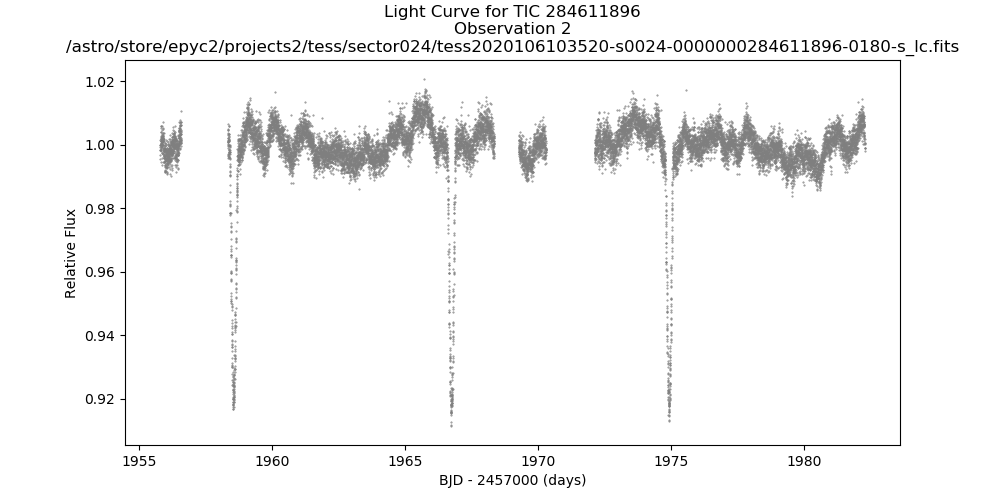 Light Curve for TIC 284611896
Observation 2
/astro/store/epyc2/projects2/tess/sector024/tess2020106103520-s0024-0000000284611896-0180-s_lc.fits
1.02
1.00
0.98
0.96
0.94
0.92
Relative Flux
1955 1960 1965 1970 1975 1980
BJD - 2457000 (days)